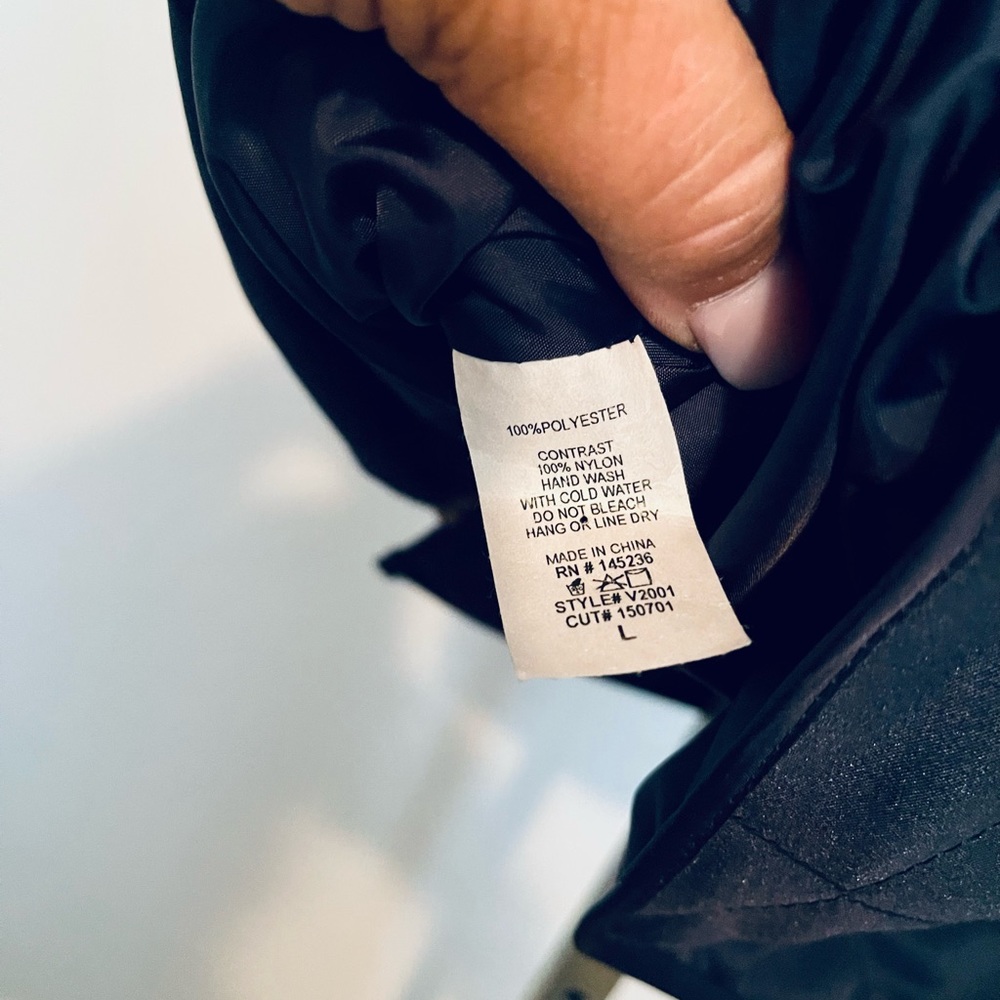 100%POLYESTER
CONTRAST
100% NYLON
HAND WASH
WITH COLD WATER
DO NOT BLEACH
HANG OR LINE DRY
MADE IN CHINA
RN # 145236
STYLE# V2001
CUT# 150701
L